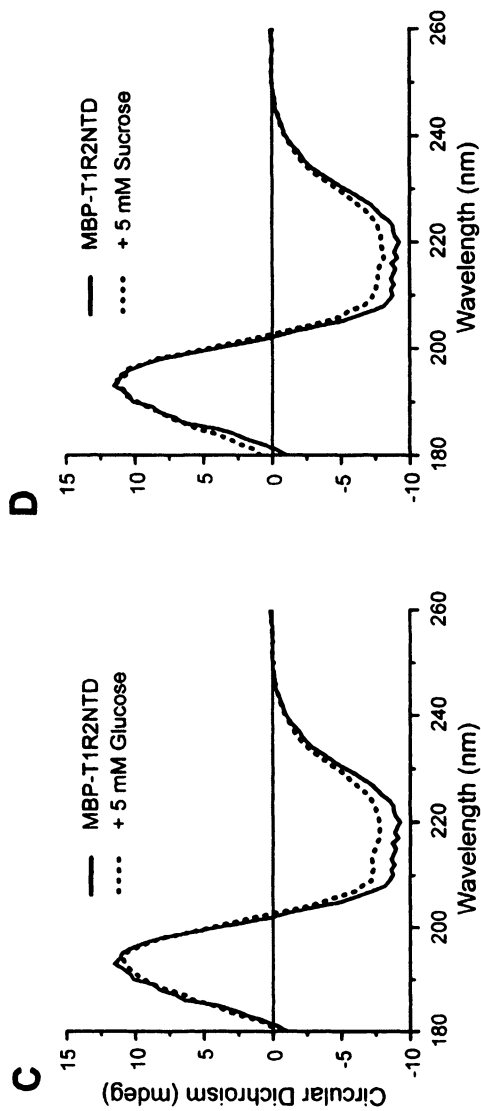 C
MBP-T1R2NTD
+ 5 mM Glucose
Circular Dichroism (mdeg)
15
10
5
0
-5
-10
180
200
220
240
260
Wavelength (nm)
D
MBP-T1R2NTD
+ 5 mM Sucrose
15
10
5
0
-5
-10
180
200
220
240
260
Wavelength (nm)